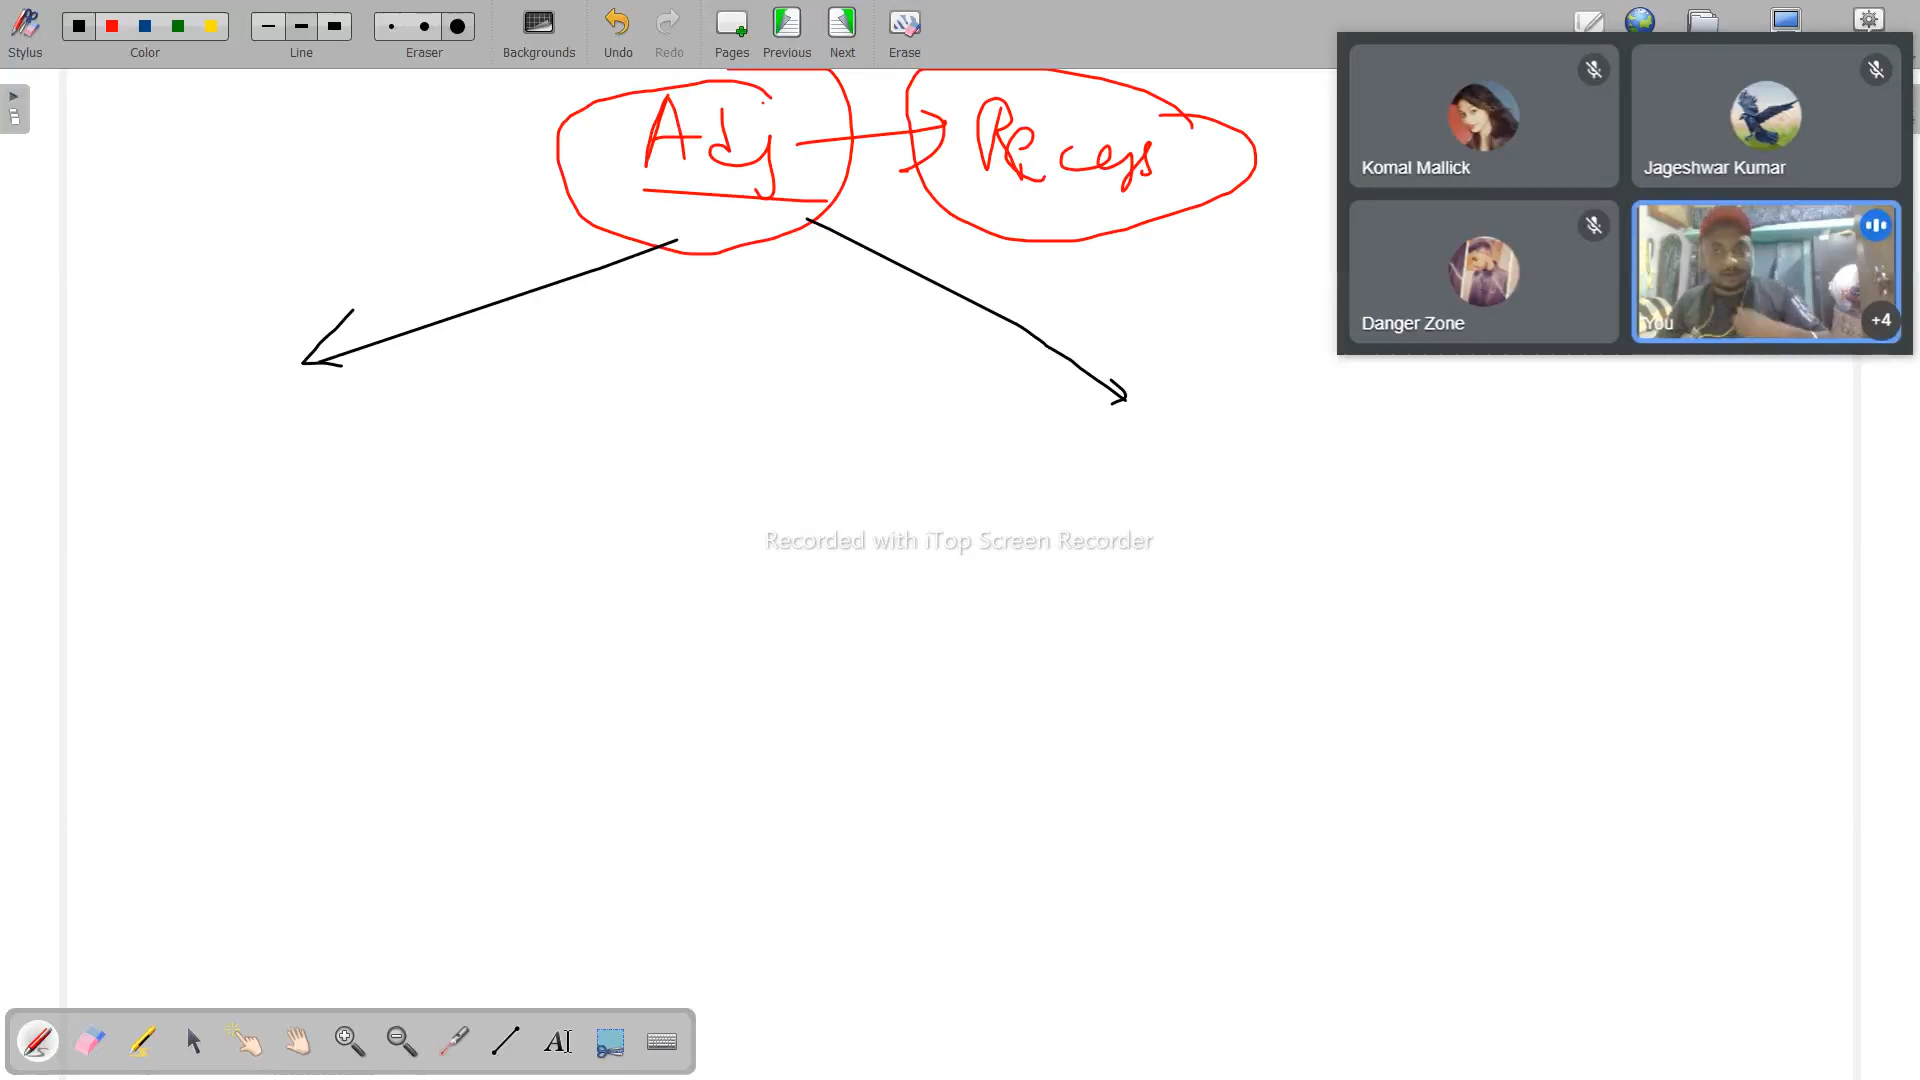 Stylus
Color
Line
Eraser
Backgrounds
Undo
Redo
Pages
Previous
Next
Erase
Adj
Komal Mallick
Jageshwar Kumar
Danger Zone
You
+4
Recorded with iTop Screen Recorder
AI